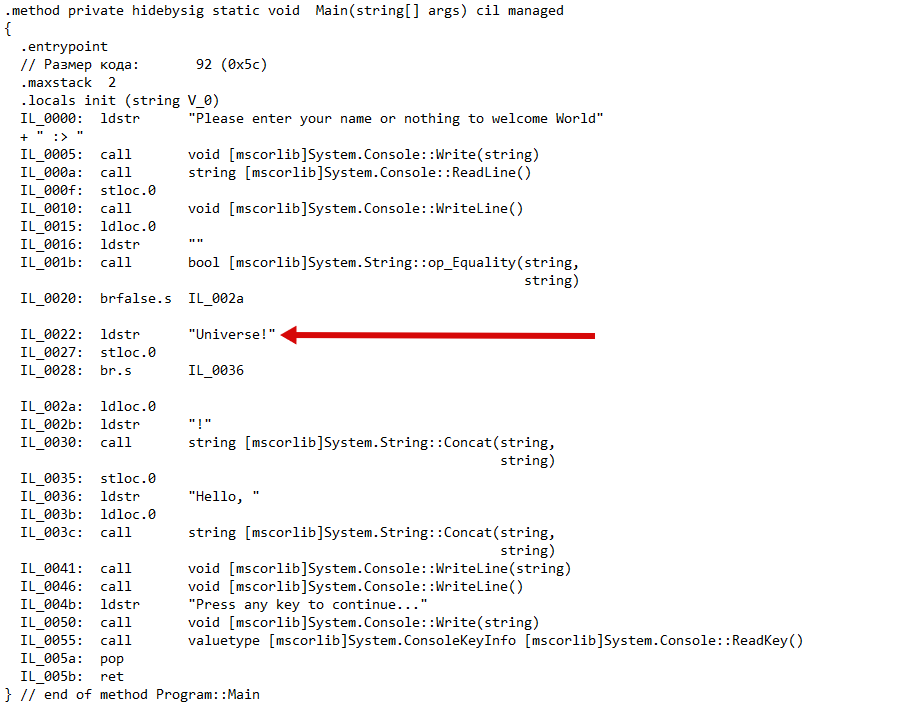 .method private hidebysig static void  Main(string[] args) cil managed
{
  .entrypoint
  // Размер кода:       92 (0x5c)
  .maxstack  2
  .locals init (string V_0)
  IL_0000:  ldstr      "Please enter your name or nothing to welcome World"
  + " :> "
  IL_0005:  call       void [mscorlib]System.Console::Write(string)
  IL_000a:  call       string [mscorlib]System.Console::ReadLine()
  IL_000f:  stloc.0
  IL_0010:  call       void [mscorlib]System.Console::WriteLine()
  IL_0015:  ldloc.0
  IL_0016:  ldstr      ""
  IL_001b:  call       bool [mscorlib]System.String::op_Equality(string,
                                                                 string)
  IL_0020:  brfalse.s  IL_002a

  IL_0022:  ldstr      "Universe!"
  IL_0027:  stloc.0
  IL_0028:  br.s       IL_0036

  IL_002a:  ldloc.0
  IL_002b:  ldstr      "!"
  IL_0030:  call       string [mscorlib]System.String::Concat(string,
                                                              string)
  IL_0035:  stloc.0
  IL_0036:  ldstr      "Hello, "
  IL_003b:  ldloc.0
  IL_003c:  call       string [mscorlib]System.String::Concat(string,
                                                              string)
  IL_0041:  call       void [mscorlib]System.Console::WriteLine(string)
  IL_0046:  call       void [mscorlib]System.Console::WriteLine()
  IL_004b:  ldstr      "Press any key to continue..."
  IL_0050:  call       void [mscorlib]System.Console::Write(string)
  IL_0055:  call       valuetype [mscorlib]System.ConsoleKeyInfo [mscorlib]System.Console::ReadKey()
  IL_005a:  pop
  IL_005b:  ret
} // end of method Program::Main